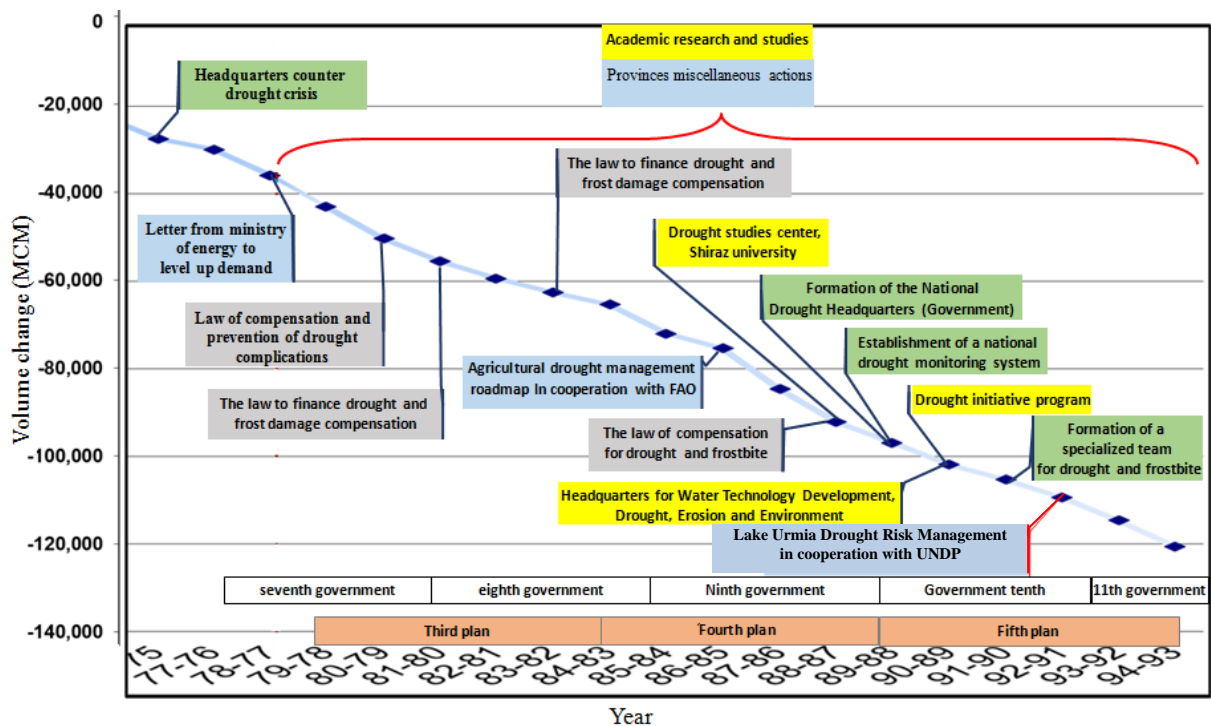 0
-20,000
-40,000
-60,000
-80,000
-100,000
-120,000
-140,000
Volume change (MCM)
Academic research and studies
Provinces miscellaneous actions
Headquarters counter
drought crisis
The law to finance drought and
frost damage compensation
Letter from ministry
of energy to
level up demand
Drought studies center,
Shiraz university
Law of compensation and
prevention of drought
complications
Formation of the National
Drought Headquarters (Government)
Establishment of a national
drought monitoring system
Agricultural drought management
roadmap In cooperation with FAO
The law to finance drought and
frost damage compensation
Drought initiative program
The law of compensation
for drought and frostbite
Formation of a
specialized team
for drought and frostbite
Headquarters for Water Technology Development,
Drought, Erosion and Environment
Lake Urmia Drought Risk Management
in cooperation with UNDP
seventh government
eighth government
Ninth government
Government tenth
11th government
Third plan
Fourth plan
Fifth plan
77-76
78-77
79-78
80-79
81-80
82-81
83-82
84-83
85-84
86-85
87-86
88-87
89-88
90-89
91-90
92-91
93-92
94-93
Year